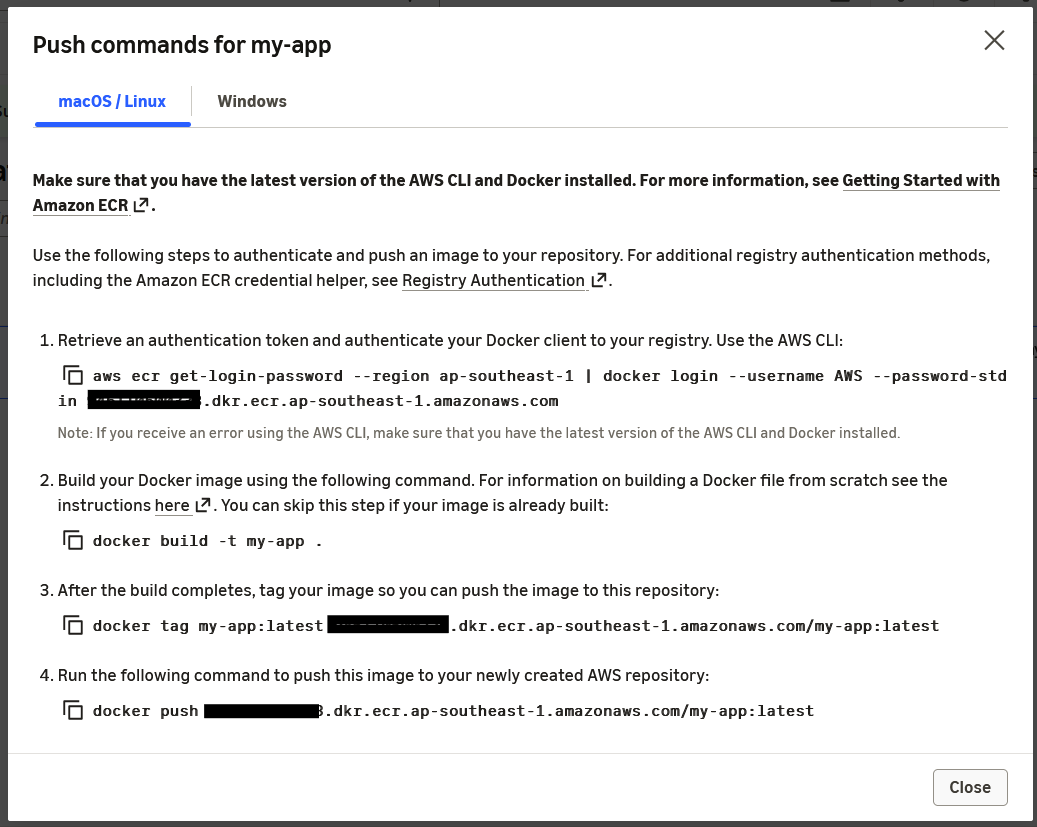 Push commands for my-app
macOS / Linux
Windows
Make sure that you have the latest version of the AWS CLI and Docker installed. For more information, see Getting Started with
Amazon ECR .
Use the following steps to authenticate and push an image to your repository. For additional registry authentication methods,
including the Amazon ECR credential helper, see Registry Authentication .
1. Retrieve an authentication token and authenticate your Docker client to your registry. Use the AWS CLI:
aws ecr get-login-password --region ap-southeast-1 | docker login --username AWS --password-std
in .dkr.ecr.ap-southeast-1.amazonaws.com
Note: If you receive an error using the AWS CLI, make sure that you have the latest version of the AWS CLI and Docker installed.
2. Build your Docker image using the following command. For information on building a Docker file from scratch see the
instructions here . You can skip this step if your image is already built:
docker build -t my-app .
3. After the build completes, tag your image so you can push the image to this repository:
docker tag my-app:latest .dkr.ecr.ap-southeast-1.amazonaws.com/my-app:latest
4. Run the following command to push this image to your newly created AWS repository:
docker push .dkr.ecr.ap-southeast-1.amazonaws.com/my-app:latest
Close